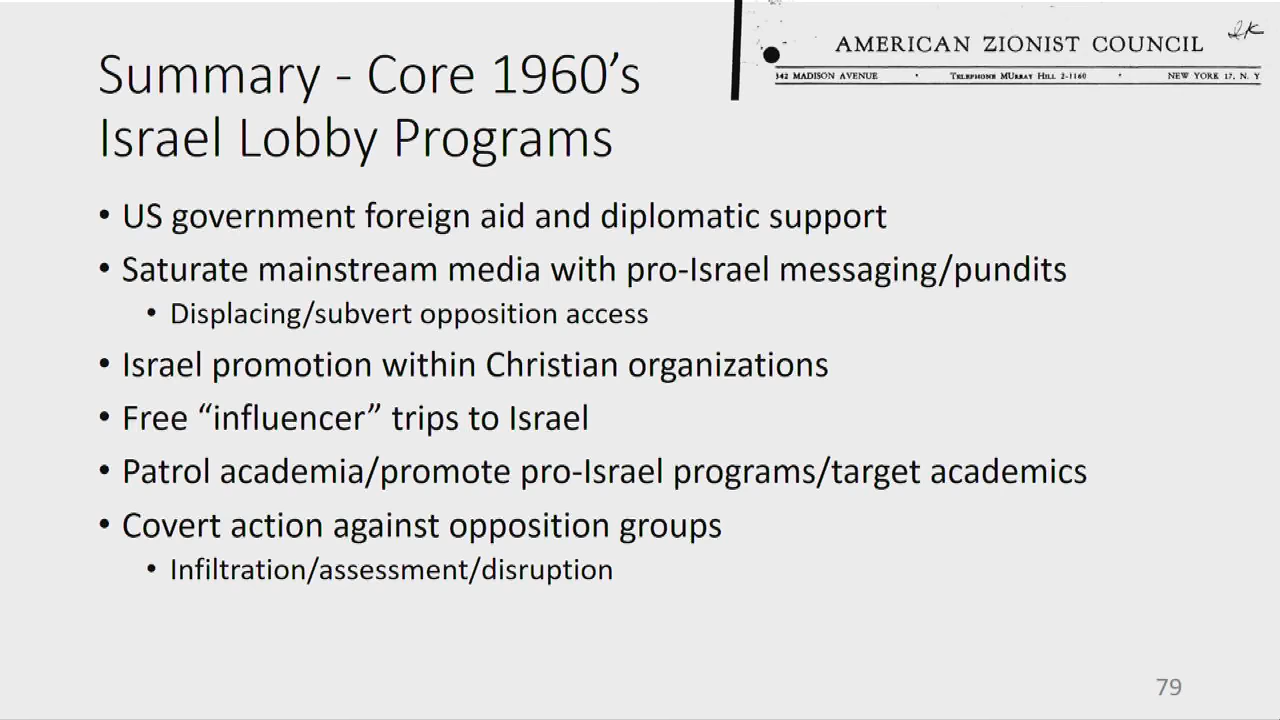 AMERICAN ZIONIST COUNCIL
342 MADISON AVENUE • TELEPHONE MURRAY HILL 2-1160 • NEW YORK 17, N. Y
Summary - Core 1960’s
Israel Lobby Programs
• US government foreign aid and diplomatic support
• Saturate mainstream media with pro-Israel messaging/pundits
• Displacing/subvert opposition access
• Israel promotion within Christian organizations
• Free “influencer” trips to Israel
• Patrol academia/promote pro-Israel programs/target academics
• Covert action against opposition groups
• Infiltration/assessment/disruption
79